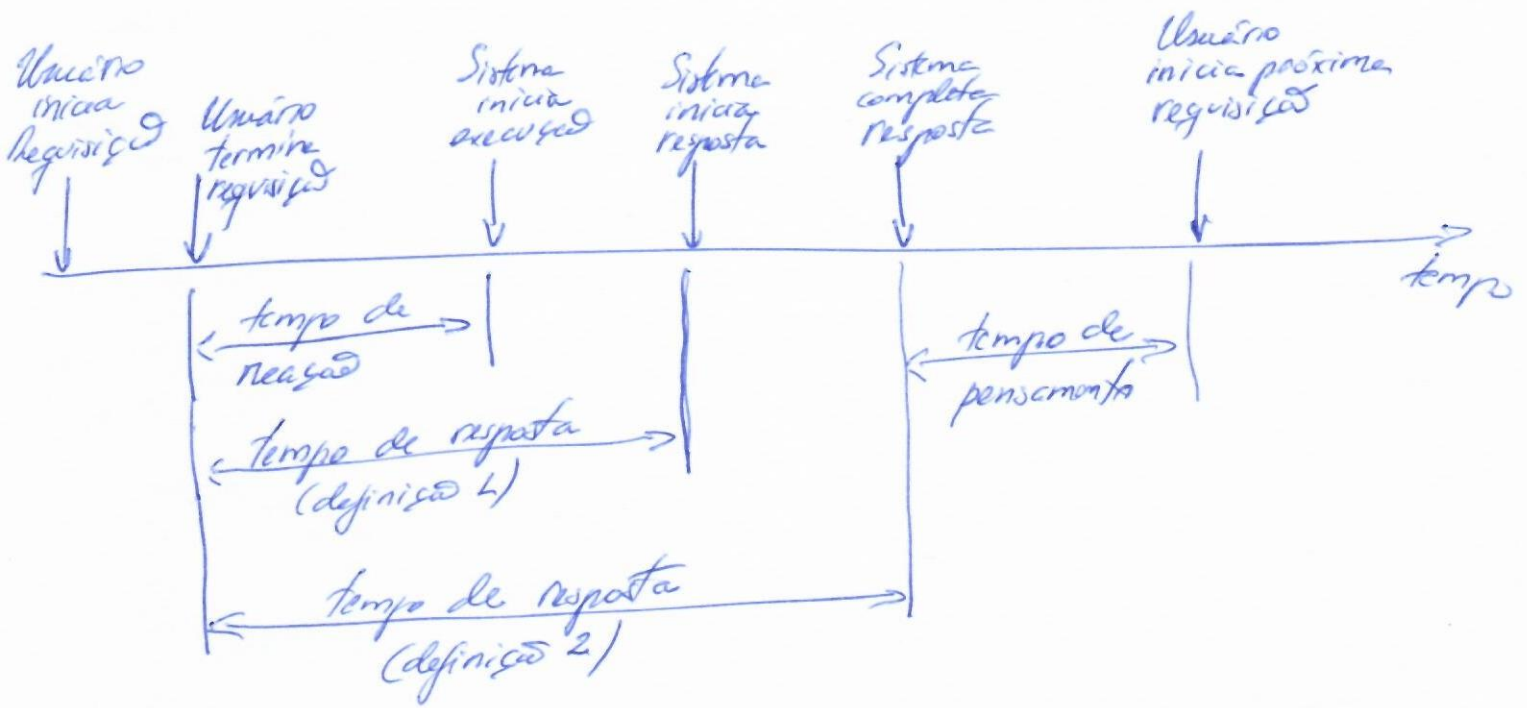 Usuário
inicia
Requisição
Usuário
termina
requisição
Sistema
inicia
execução
Sistema
inicia
resposta
Sistema
completa
resposta
Usuário
inicia próxima
requisição
tempo
tempo de
reação
tempo de
pensamento
tempo de resposta
(definição 1)
tempo de resposta
(definição 2)